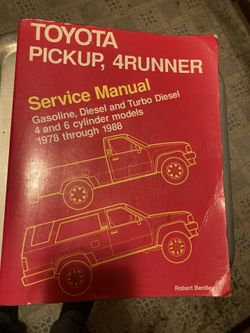 TOYOTA
PICKUP, 4RUNNER
Service Manual
Gasoline, Diesel and Turbo Diesel
4 and 6 cylinder models
1978 through 1988
Robert Bentley